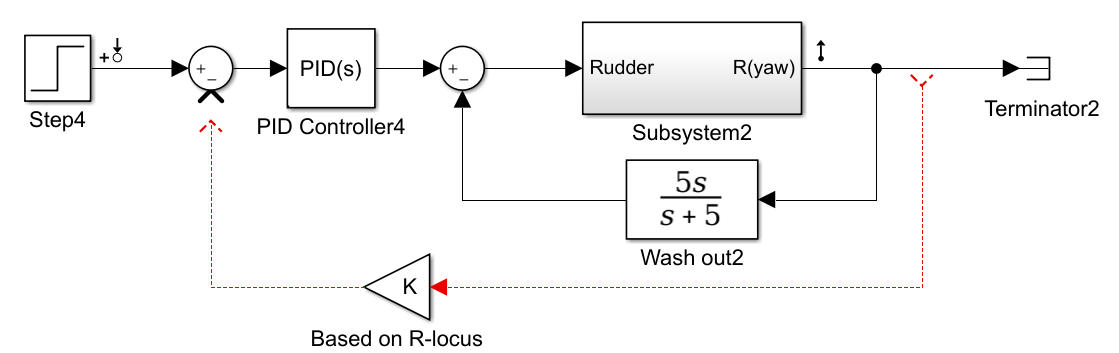 Step4
+
−
PID(s)
PID Controller4
+
−
Rudder
R(yaw)
Subsystem2
Terminator2
5s
s + 5
Wash out2
K
Based on R-locus